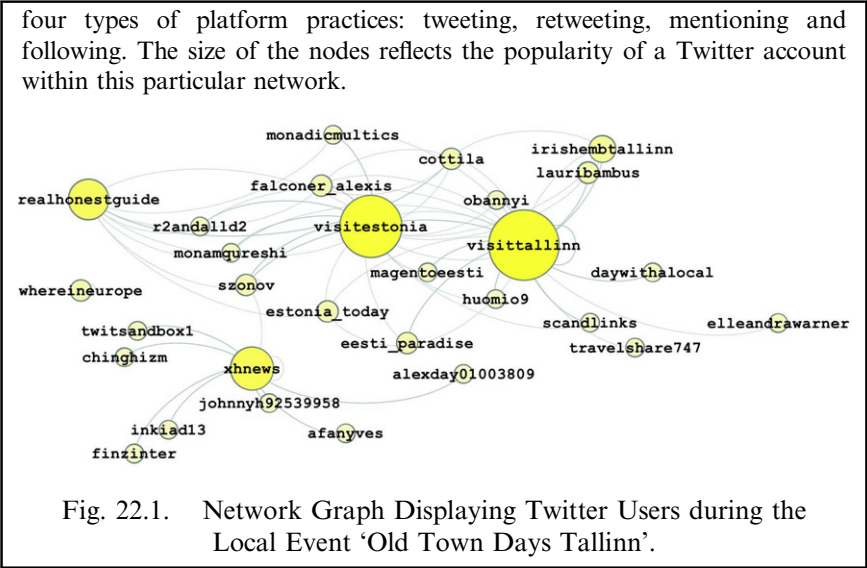 four types of platform practices: tweeting, retweeting, mentioning and
following. The size of the nodes reflects the popularity of a Twitter account
within this particular network.
monadicmultics
cottila
irishembtallinn
lauribambus
falconer_alexis
realhonestguide
obannyi
r2andalld2
visitestonia
visittallinn
monamqureshi
magentoeesti
daywithalocal
szonov
whereineurope
huomio9
estonia_today
scandlinks
elleandrawarner
twitsandbox1
eesti_paradise
travelshare747
chinghizm
xhnews
alexday01003809
johnnyh92539958
inkiad13
afanyves
finzinter
Fig. 22.1. Network Graph Displaying Twitter Users during the
Local Event ‘Old Town Days Tallinn’.